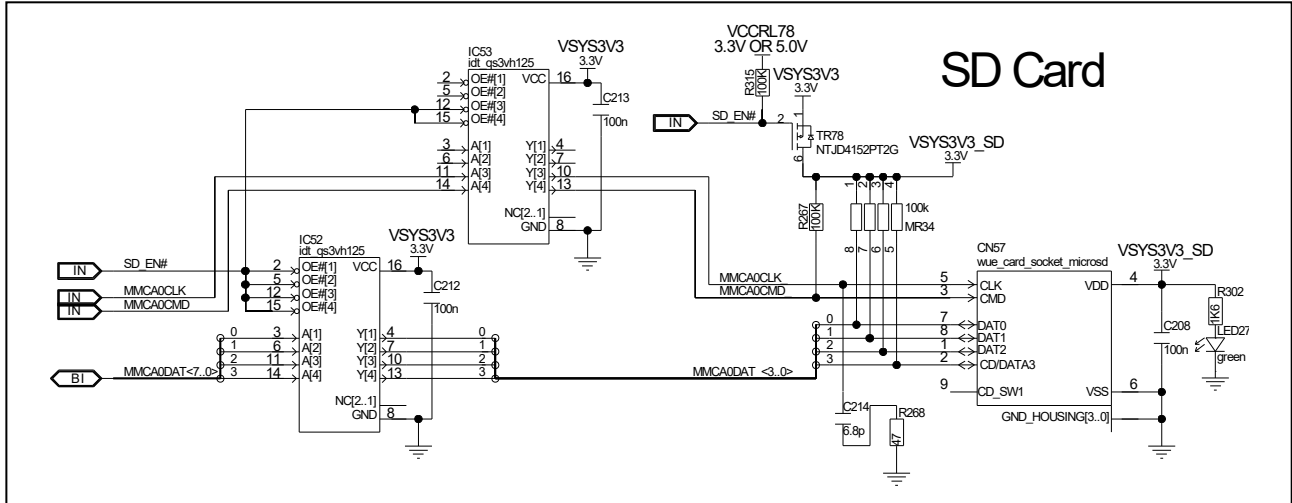 SD Card
VCCRL78
3.3V OR 5.0V
R315
100K
VSYS3V3
3.3V
IN
SD_EN#
2
1
6
TR78
NTJD4152PT2G
VSYS3V3_SD
3.3V
IC53
idt_qs3vh125
VSYS3V3
3.3V
2 OE#[1] VCC 16
5 OE#[2]
12 OE#[3]
15 OE#[4]
C213
100n
3 A[1] Y[1] 4
6 A[2] Y[2] 7
11 A[3] Y[3] 10
14 A[4] Y[4] 13
NC[2..1]
GND 8
R267
100K
1
2
3
4
100k
MR34
8
7
6
5
IC52
idt_qs3vh125
VSYS3V3
3.3V
IN SD_EN#
IN MMCA0CLK
IN MMCA0CMD
2 OE#[1] VCC 16
5 OE#[2]
12 OE#[3]
15 OE#[4]
C212
100n
0 3 A[1] Y[1] 4 0
1 6 A[2] Y[2] 7 1
2 11 A[3] Y[3] 10 2
3 14 A[4] Y[4] 13 3
BI MMCA0DAT<7..0>
NC[2..1]
GND 8
CN57
wue_card_socket_microsd
VSYS3V3_SD
3.3V
MMCA0CLK 5 CLK VDD 4
MMCA0CMD 3 CMD
0 7 DAT0
1 8 DAT1
2 1 DAT2
3 2 CD/DATA3
MMCA0DAT <3..0>
9 CD_SW1 VSS 6
GND_HOUSING[3..0]
R302
1K6
LED27
green
C208
100n
C214
6.8p
R268
47